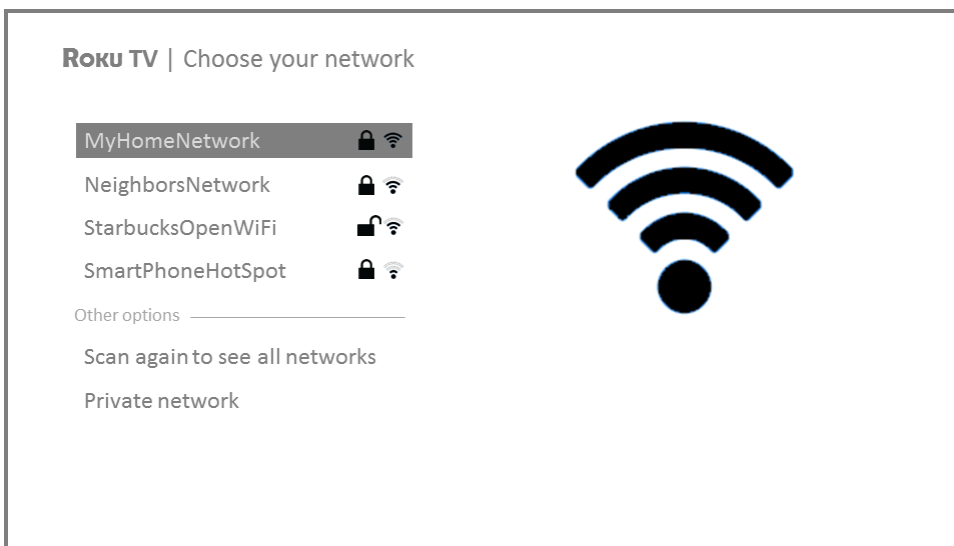 ROKU TV | Choose your network
MyHomeNetwork
NeighborsNetwork
StarbucksOpenWiFi
SmartPhoneHotSpot
Other options
Scan again to see all networks
Private network